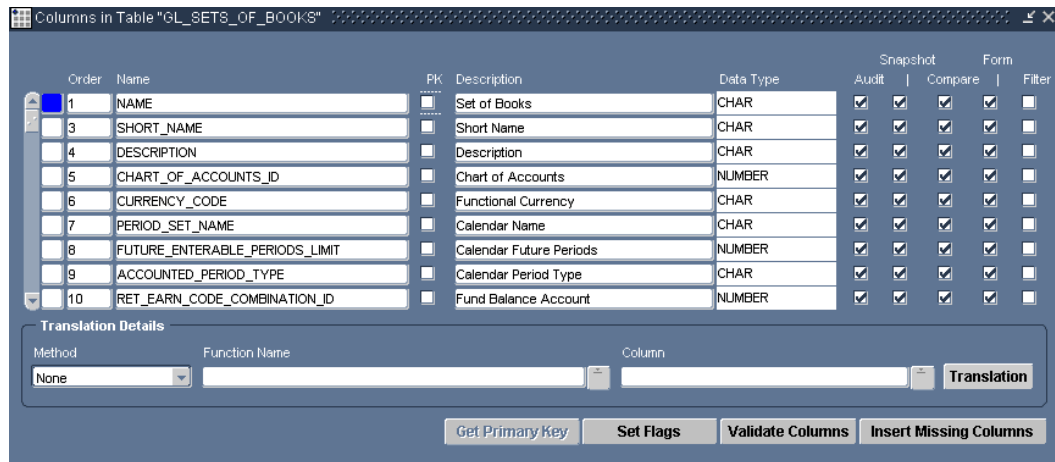 Columns in Table "GL_SETS_OF_BOOKS"
Snapshot Form
Order Name PK Description Data Type Audit | Compare | Filter
1 NAME Set of Books CHAR
3 SHORT_NAME Short Name CHAR
4 DESCRIPTION Description CHAR
5 CHART_OF_ACCOUNTS_ID Chart of Accounts NUMBER
6 CURRENCY_CODE Functional Currency CHAR
7 PERIOD_SET_NAME Calendar Name CHAR
8 FUTURE_ENTERABLE_PERIODS_LIMIT Calendar Future Periods NUMBER
9 ACCOUNTED_PERIOD_TYPE Calendar Period Type CHAR
10 RET_EARN_CODE_COMBINATION_ID Fund Balance Account NUMBER
Translation Details
Method Function Name Column
None Translation
Get Primary Key Set Flags Validate Columns Insert Missing Columns